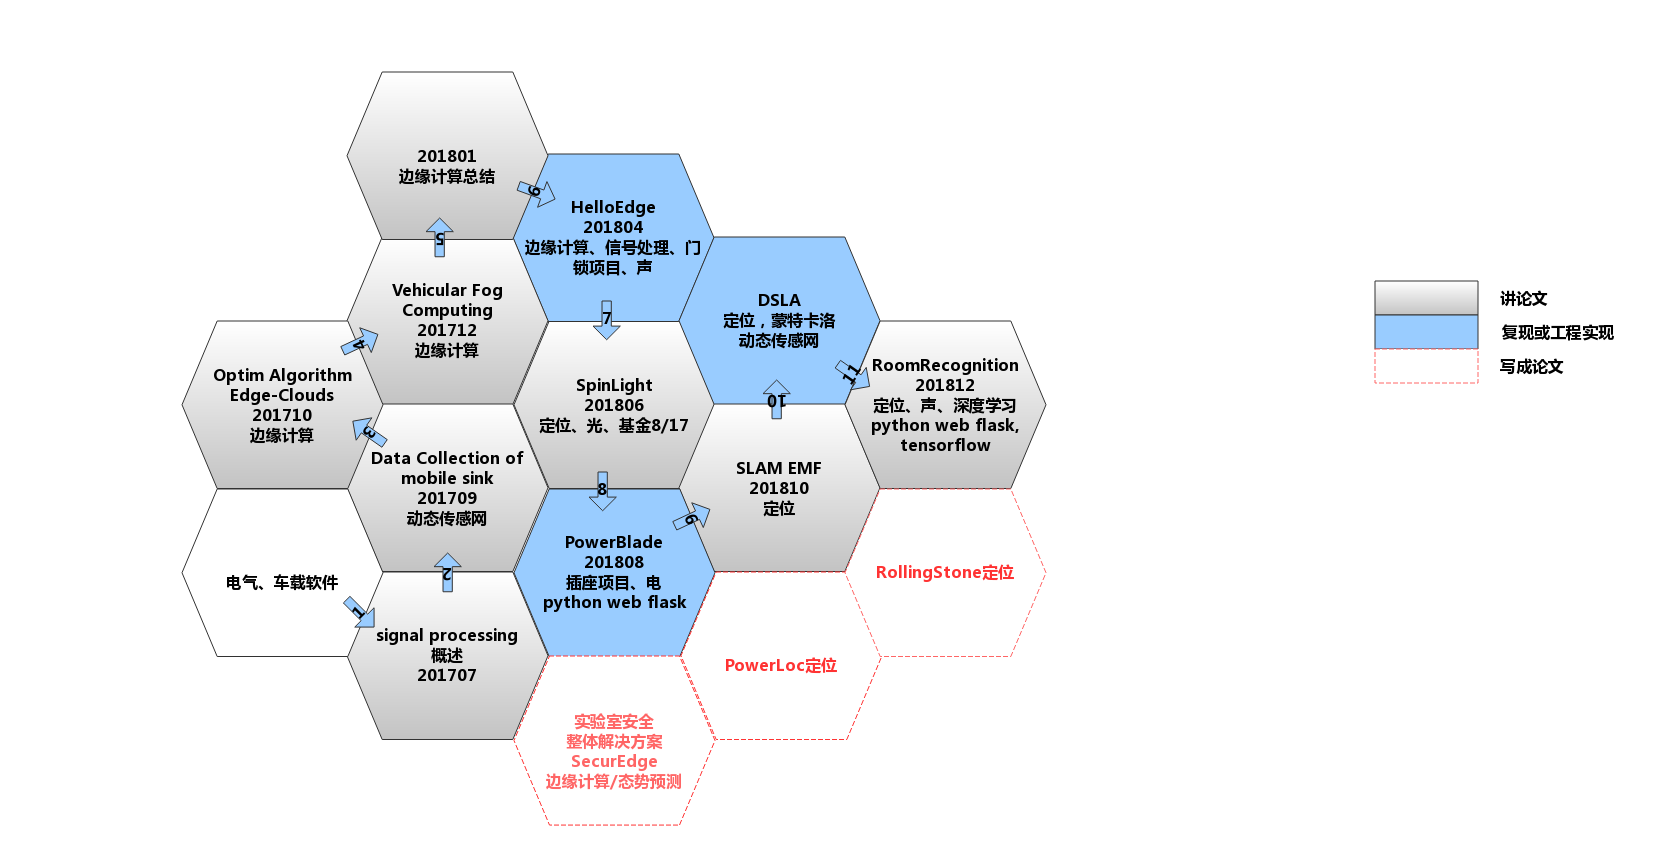 201801
边缘计算总结
6
HelloEdge
201804
边缘计算、信号处理、门
锁项目、声
5
Vehicular Fog
Computing
201712
边缘计算
7
DSLA
定位，蒙特卡洛
动态传感网
11
4
Optim Algorithm
Edge-Clouds
201710
边缘计算
SpinLight
201806
定位、光、基金8/17
10
RoomRecognition
201812
定位、声、深度学习
python web flask,
tensorflow
3
Data Collection of
mobile sink
201709
动态传感网
8
SLAM EMF
201810
定位
9
PowerBlade
201808
插座项目、电
python web flask
2
电气、车载软件
1
signal processing
概述
201707
RollingStone定位
PowerLoc定位
实验室安全
整体解决方案
SecurEdge
边缘计算/态势预测
讲论文
复现或工程实现
写成论文